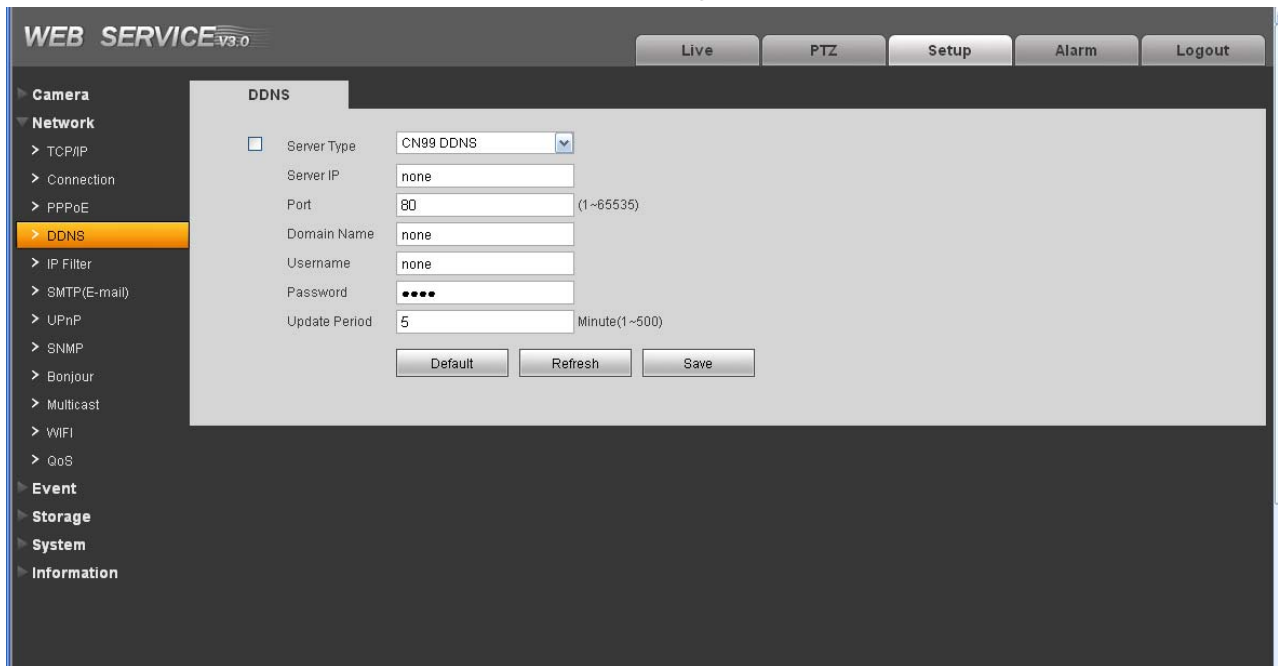 WEB SERVICE V3.0
Live
PTZ
Setup
Alarm
Logout
Camera
Network
TCP/IP
Connection
PPPoE
DDNS
IP Filter
SMTP(E-mail)
UPnP
SNMP
Bonjour
Multicast
WIFI
QoS
Event
Storage
System
Information
DDNS
Server Type CN99 DDNS
Server IP none
Port 80 (1~65535)
Domain Name none
Username none
Password ●●●●
Update Period 5 Minute(1~500)
Default Refresh Save